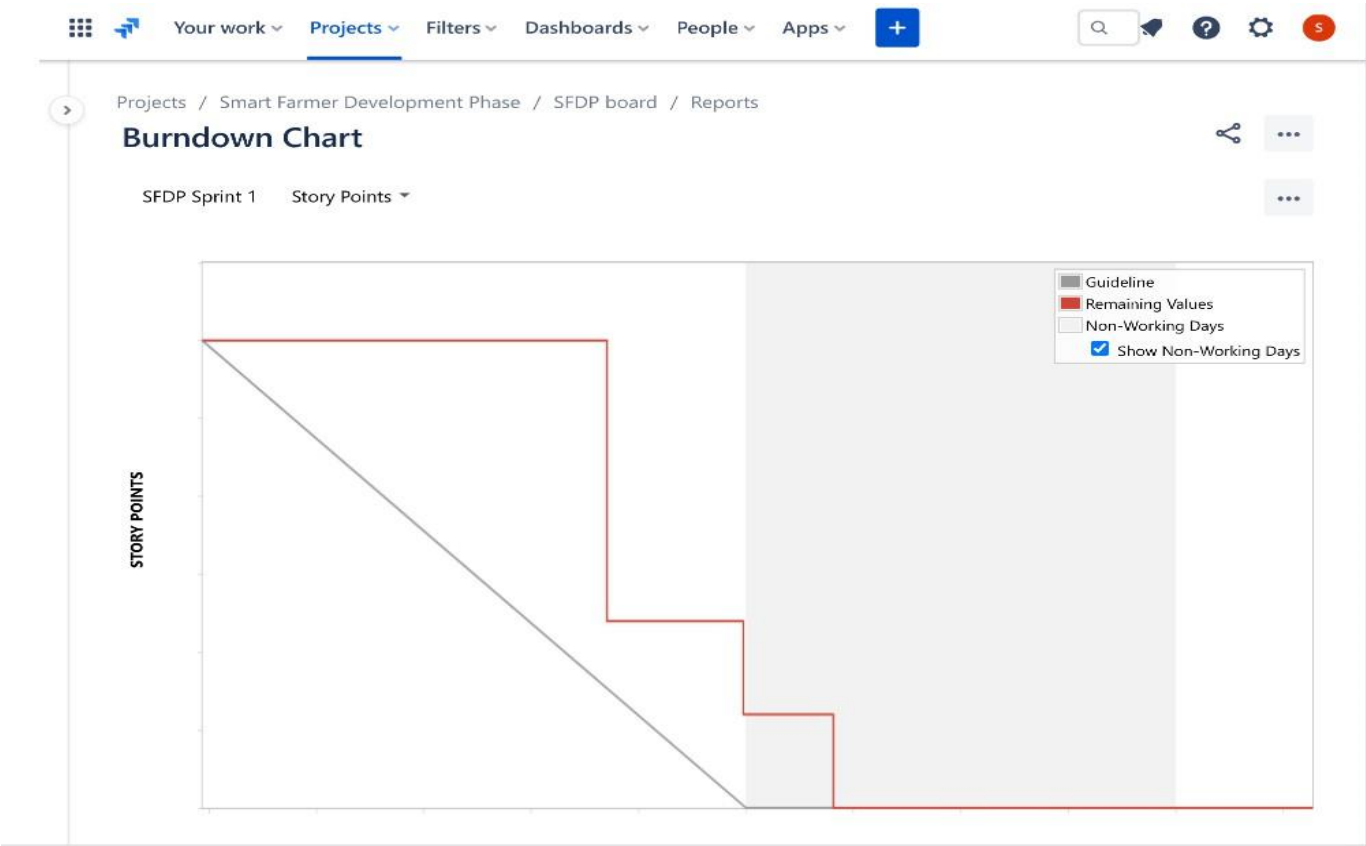 Your work Projects Filters Dashboards People Apps +
S
Projects / Smart Farmer Development Phase / SFDP board / Reports
Burndown Chart
SFDP Sprint 1 Story Points
STORY POINTS
Guideline
Remaining Values
Non-Working Days
Show Non-Working Days